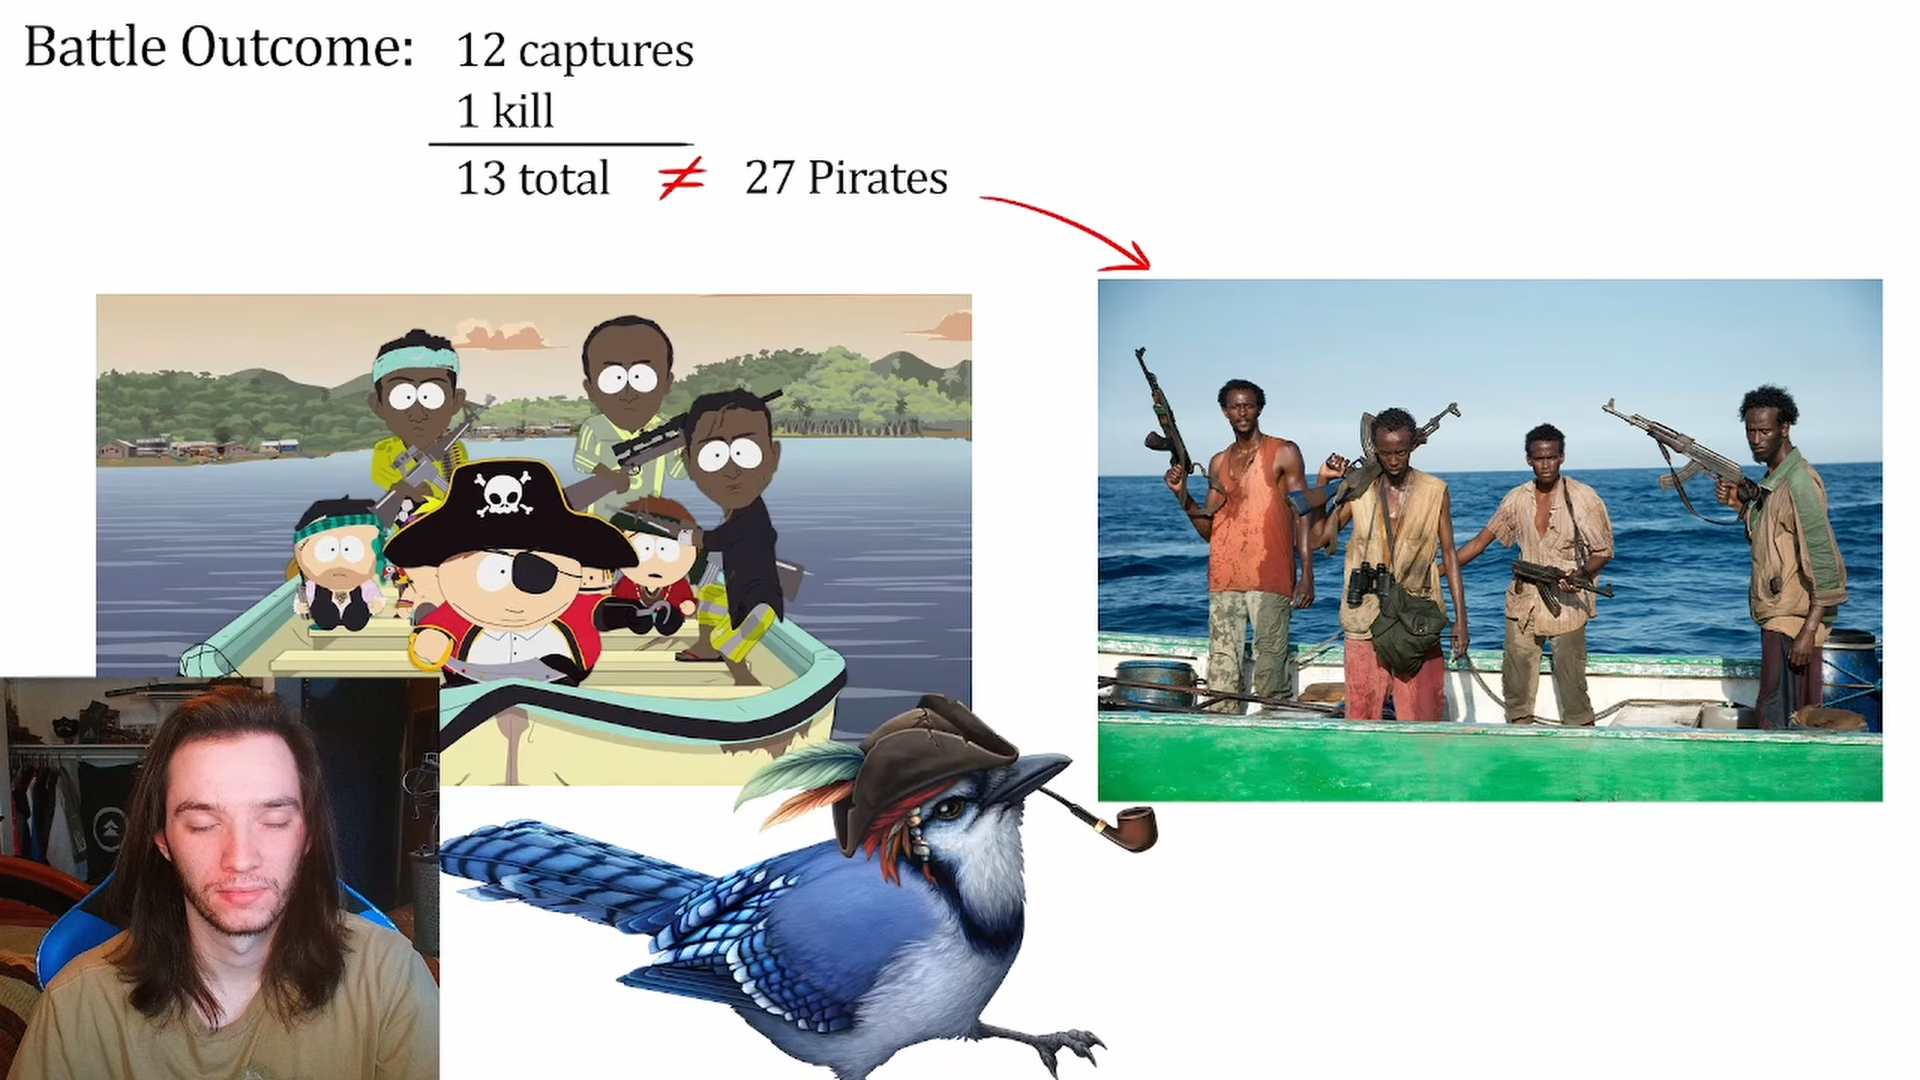 Battle Outcome: 12 captures
1 kill
13 total ≠ 27 Pirates